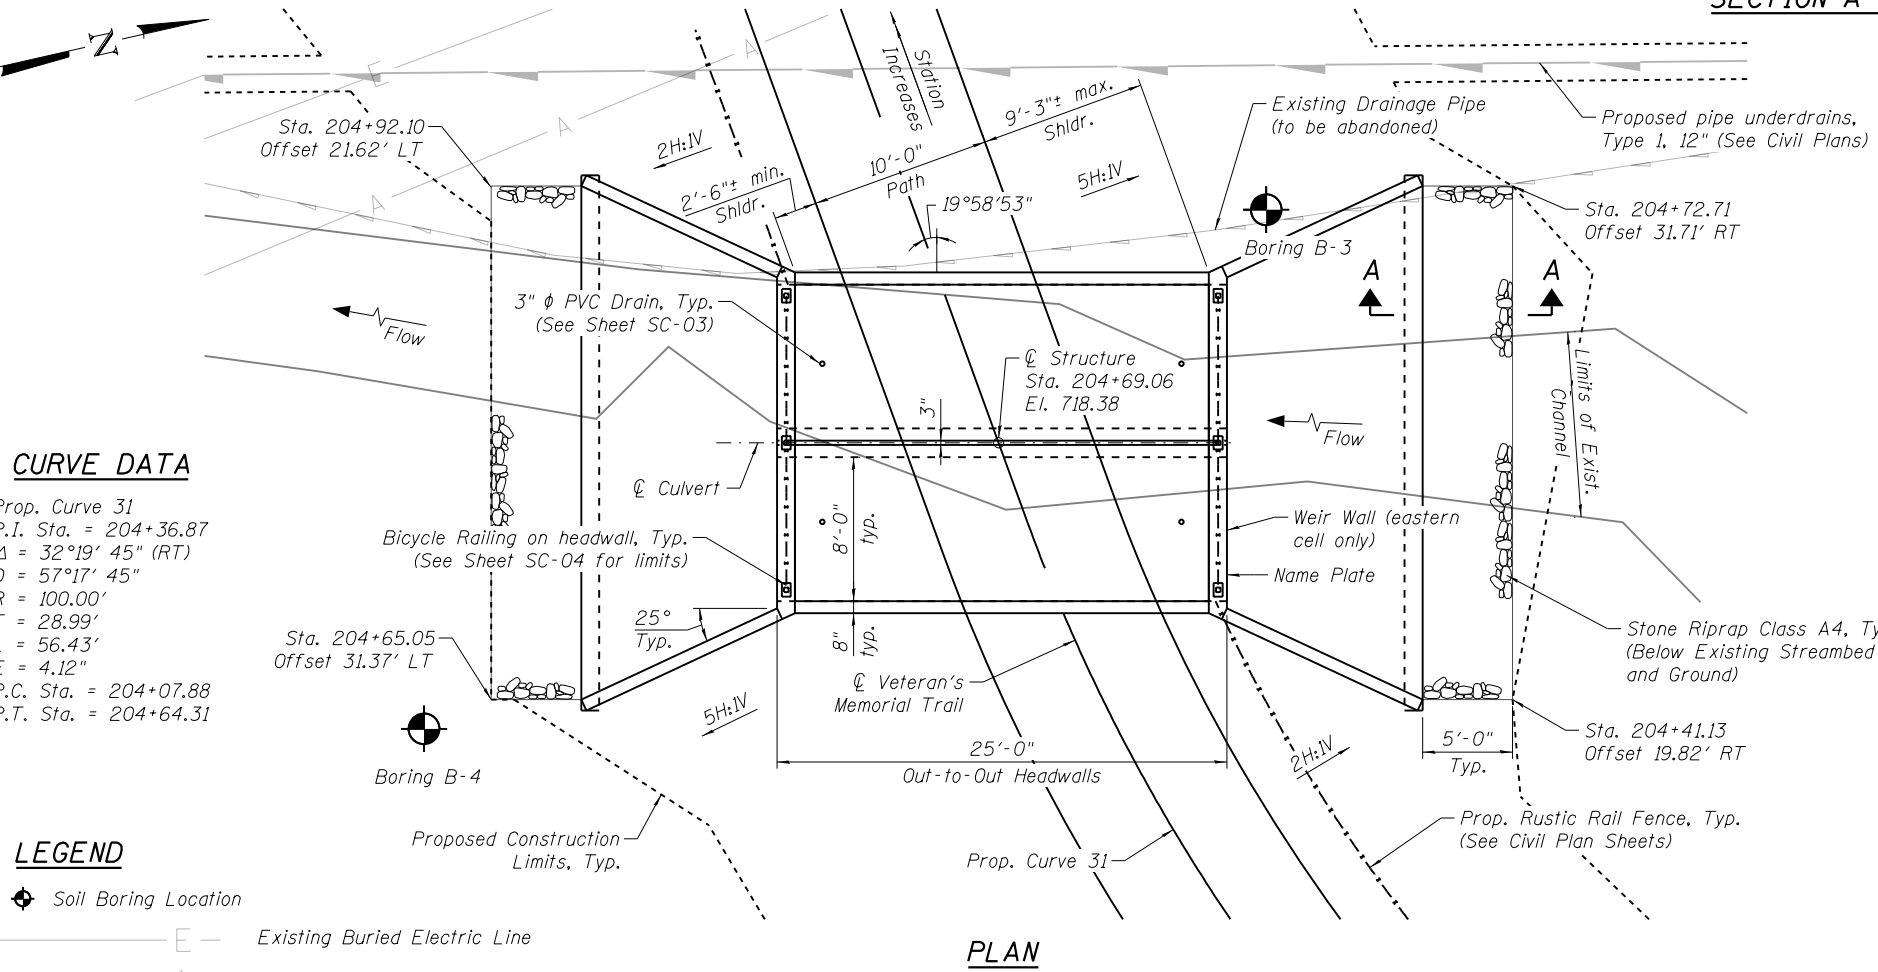 SECTION A
N
Station
Increases
Sta. 204+92.10
Offset 21.62' LT
2H:1V
2'-6"± min.
Shldr.
10'-0"
Path
9'-3"± max.
Shldr.
5H:1V
19°58'53"
Existing Drainage Pipe
(to be abandoned)
Proposed pipe underdrains,
Type 1, 12" (See Civil Plans)
Sta. 204+72.71
Offset 31.71' RT
Boring B-3
A
A
E
A
A
A
3" ϕ PVC Drain, Typ.
(See Sheet SC-03)
Flow
℄ Structure
Sta. 204+69.06
El. 718.38
3"
Flow
Limits of Exist.
Channel
℄ Culvert
CURVE DATA
Prop. Curve 31
P.I. Sta. = 204+36.87
Δ = 32°19' 45" (RT)
D = 57°17' 45"
R = 100.00'
T = 28.99'
L = 56.43'
E = 4.12"
P.C. Sta. = 204+07.88
P.T. Sta. = 204+64.31
Bicycle Railing on headwall, Typ.
(See Sheet SC-04 for limits)
8'-0"
typ.
Weir Wall (eastern
cell only)
Name Plate
25°
Typ.
8"
typ.
Sta. 204+65.05
Offset 31.37' LT
℄ Veteran's
Memorial Trail
Stone Riprap Class A4, Ty
(Below Existing Streambed
and Ground)
5H:1V
25'-0"
Out-to-Out Headwalls
2H:1V
5'-0"
Typ.
Sta. 204+41.13
Offset 19.82' RT
Boring B-4
Proposed Construction
Limits, Typ.
Prop. Curve 31
Prop. Rustic Rail Fence, Typ.
(See Civil Plan Sheets)
LEGEND
Soil Boring Location
E
Existing Buried Electric Line
PLAN